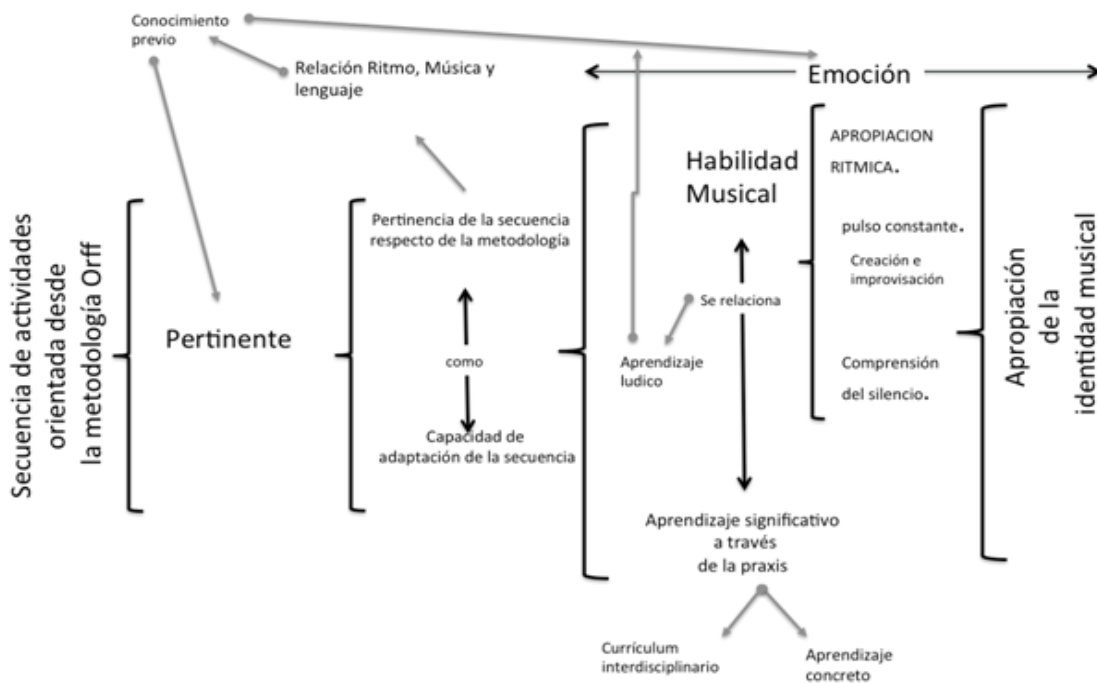 Conocimiento
previo
Relación Ritmo, Música y
lenguaje
Emoción
Secuencia de actividades
orientada desde
la metodología Orff
Pertinente
Pertinencia de la secuencia
respecto de la metodología
como
Capacidad de
adaptación de la secuencia
Habilidad
Musical
Se relaciona
Aprendizaje
ludico
Aprendizaje significativo
a través
de la praxis
Currículum
interdisciplinario
Aprendizaje
concreto
APROPIACION
RITMICA.
pulso constante.
Creación e
improvisación
Comprensión
del silencio.
Apropiación
de la
identidad musical